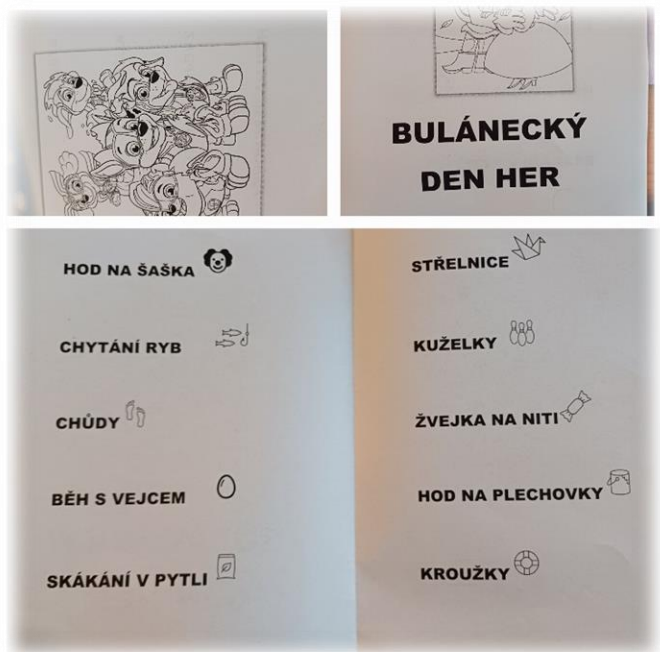 BULÁNECKÝ
DEN HER
HOD NA ŠAŠKA
CHYTÁNÍ RYB
CHŮDY
BĚH S VEJCEM
SKÁKÁNÍ V PYTLI
STŘELNICE
KUŽELKY
ŽVEJKA NA NITI
HOD NA PLECHOVKY
KROUŽKY